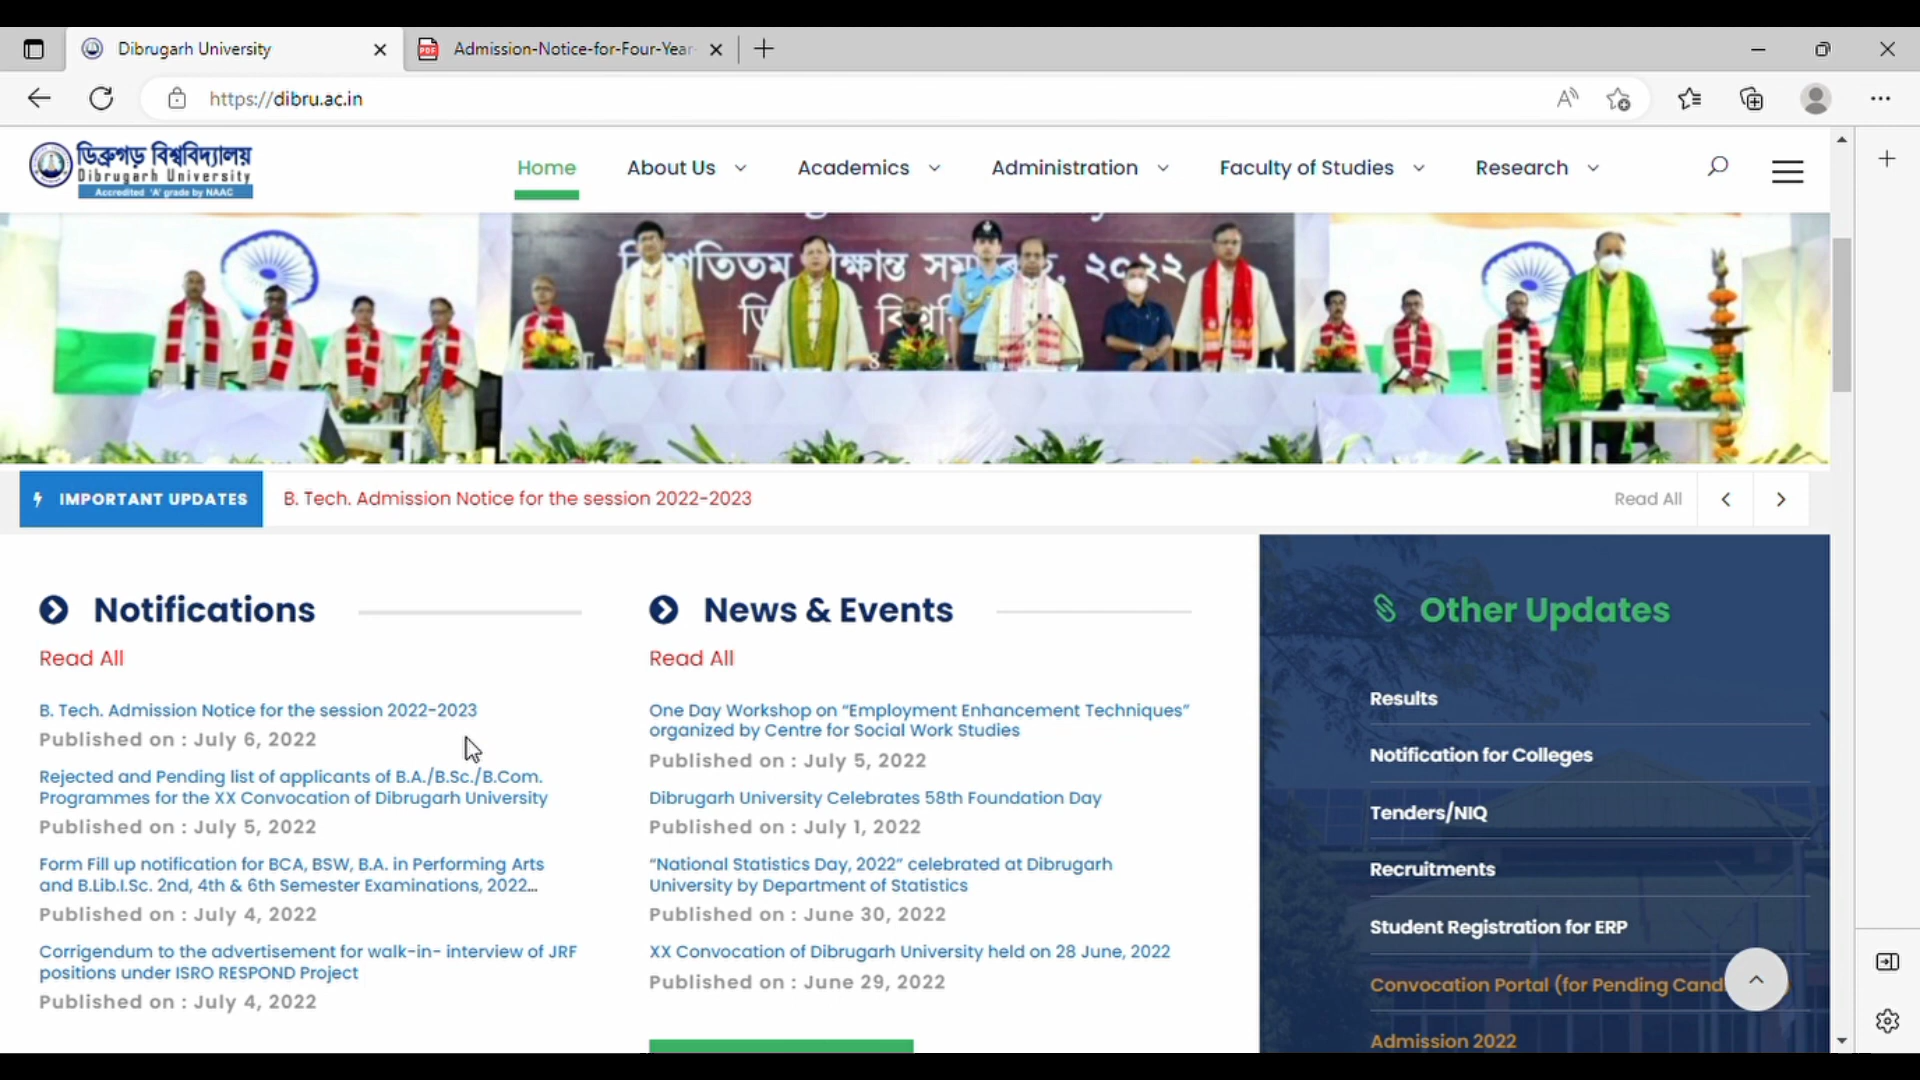 Dibrugarh University
Admission-Notice-for-Four-Year-
https://dibru.ac.in
ডিব্রুগড় বিশ্ববিদ্যালয়
Dibrugarh University
Accredited 'A' grade by NAAC
Home
About Us
Academics
Administration
Faculty of Studies
Research
২০২২
IMPORTANT UPDATES
B. Tech. Admission Notice for the session 2022-2023
Read All
Notifications
Read All
B. Tech. Admission Notice for the session 2022-2023
Published on : July 6, 2022
Rejected and Pending list of applicants of B.A./B.Sc./B.Com.
Programmes for the XX Convocation of Dibrugarh University
Published on : July 5, 2022
Form Fill up notification for BCA, BSW, B.A. in Performing Arts
and B.Lib.I.Sc. 2nd, 4th & 6th Semester Examinations, 2022...
Published on : July 4, 2022
Corrigendum to the advertisement for walk-in- interview of JRF
positions under ISRO RESPOND Project
Published on : July 4, 2022
News & Events
Read All
One Day Workshop on “Employment Enhancement Techniques”
organized by Centre for Social Work Studies
Published on : July 5, 2022
Dibrugarh University Celebrates 58th Foundation Day
Published on : July 1, 2022
“National Statistics Day, 2022” celebrated at Dibrugarh
University by Department of Statistics
Published on : June 30, 2022
XX Convocation of Dibrugarh University held on 28 June, 2022
Published on : June 29, 2022
Other Updates
Results
Notification for Colleges
Tenders/NIQ
Recruitments
Student Registration for ERP
Convocation Portal (for Pending Cand
Admission 2022